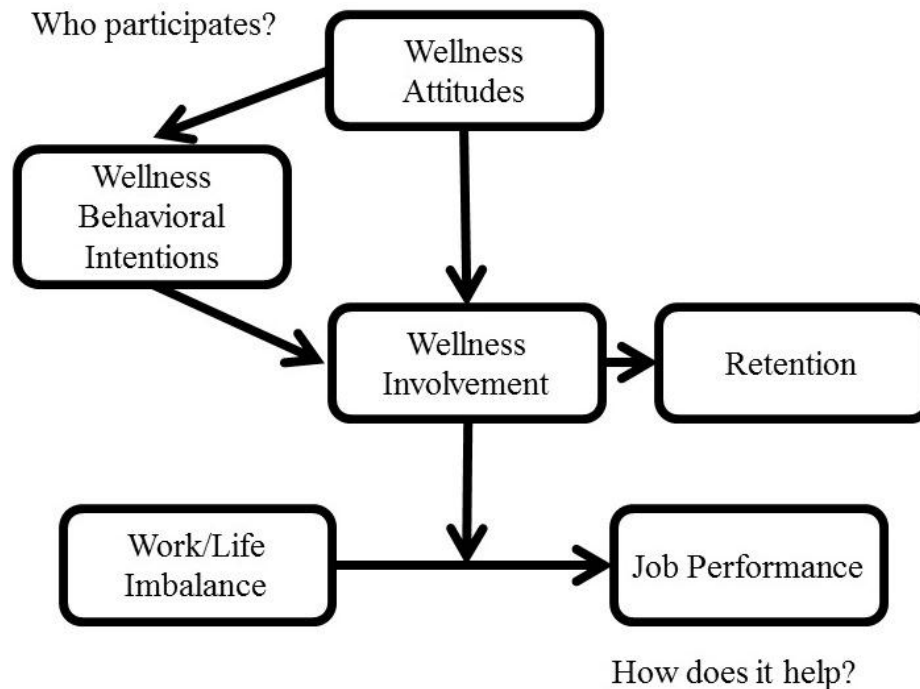 Who participates?
Wellness
Attitudes
Wellness
Behavioral
Intentions
Wellness
Involvement
Retention
Work/Life
Imbalance
Job Performance
How does it help?